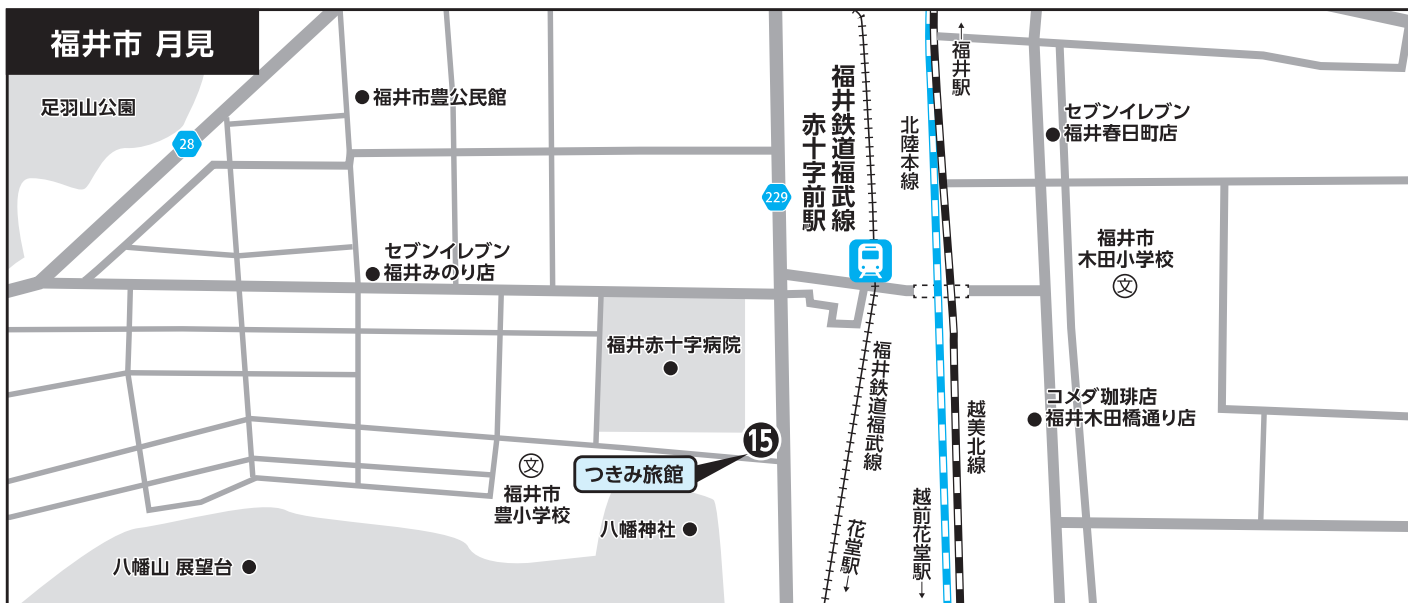 福井市 月見
足羽山公園
28
福井市豊公民館
セブンイレブン
福井みのり店
229
福井鉄道福武線
赤十字前駅
北陸本線
↑福井駅
セブンイレブン
福井春日町店
福井市
木田小学校
文
福井赤十字病院
福井鉄道福武線
越美北線
コメダ珈琲店
福井木田橋通り店
15
つきみ旅館
文
福井市
豊小学校
八幡神社
八幡山 展望台
花堂駅↓
越前花堂駅↓